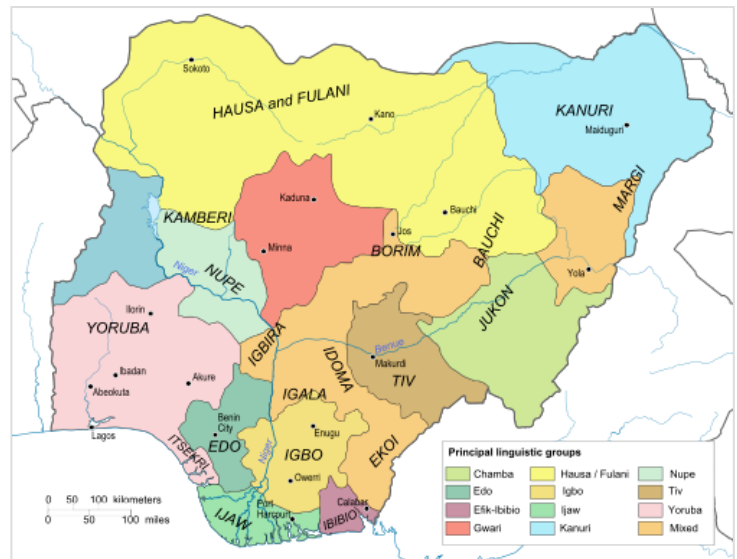 Sokoto
HAUSA and FULANI
Kano
KANURI
Maiduguri
MARGI
Kaduna
KAMBERI
Bauchi
Jos
BORIM
BAUCHI
Minna
Niger
NUPE
Yola
JUKON
Ilorin
YORUBA
IGBIRA
Benue
IDOMA
Makurdi
TIV
Ibadan
Abeokuta
Akure
IGALA
Benin
City
Enugu
Lagos
ITSEKRI
EDO
Niger
IGBO
EKOI
Owerri
Port
Harcourt
Calabar
IJAW
IBIBIO
0 50 100 kilometers
0 50 100 miles
Principal linguistic groups
Chamba
Hausa / Fulani
Nupe
Edo
Igbo
Tiv
Efik-Ibibio
Ijaw
Yoruba
Gwari
Kanuri
Mixed